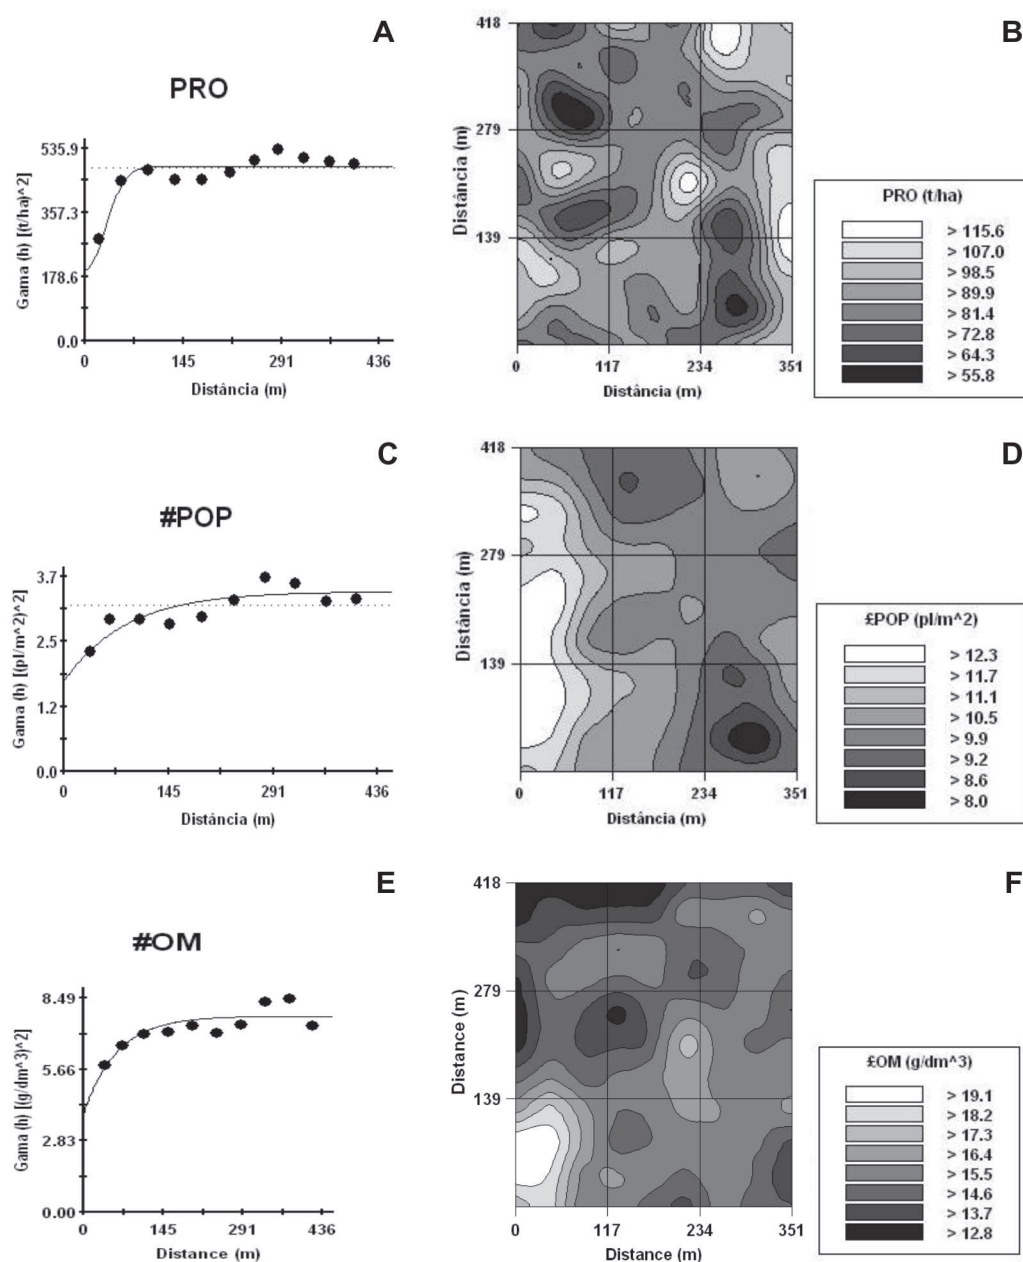 A
PRO
Gama (h) [(t/ha)^2]
535.9
357.3
178.6
0.0
0
145
291
436
Distância (m)
B
Distância (m)
418
279
139
0
117
234
351
Distância (m)
PRO (t/ha)
> 115.6
> 107.0
> 98.5
> 89.9
> 81.4
> 72.8
> 64.3
> 55.8
C
#POP
Gama (h) [(pl/m^2)^2]
3.7
2.5
1.2
0.0
0
145
291
436
Distância (m)
D
Distância (m)
418
279
139
0
117
234
351
Distância (m)
£POP (pl/m^2)
> 12.3
> 11.7
> 11.1
> 10.5
> 9.9
> 9.2
> 8.6
> 8.0
E
#OM
Gama (h) [(g/dm^3)^2]
8.49
5.66
2.83
0.00
0
145
291
436
Distance (m)
F
Distance (m)
418
279
139
0
117
234
351
Distance (m)
£OM (g/dm^3)
> 19.1
> 18.2
> 17.3
> 16.4
> 15.5
> 14.6
> 13.7
> 12.8